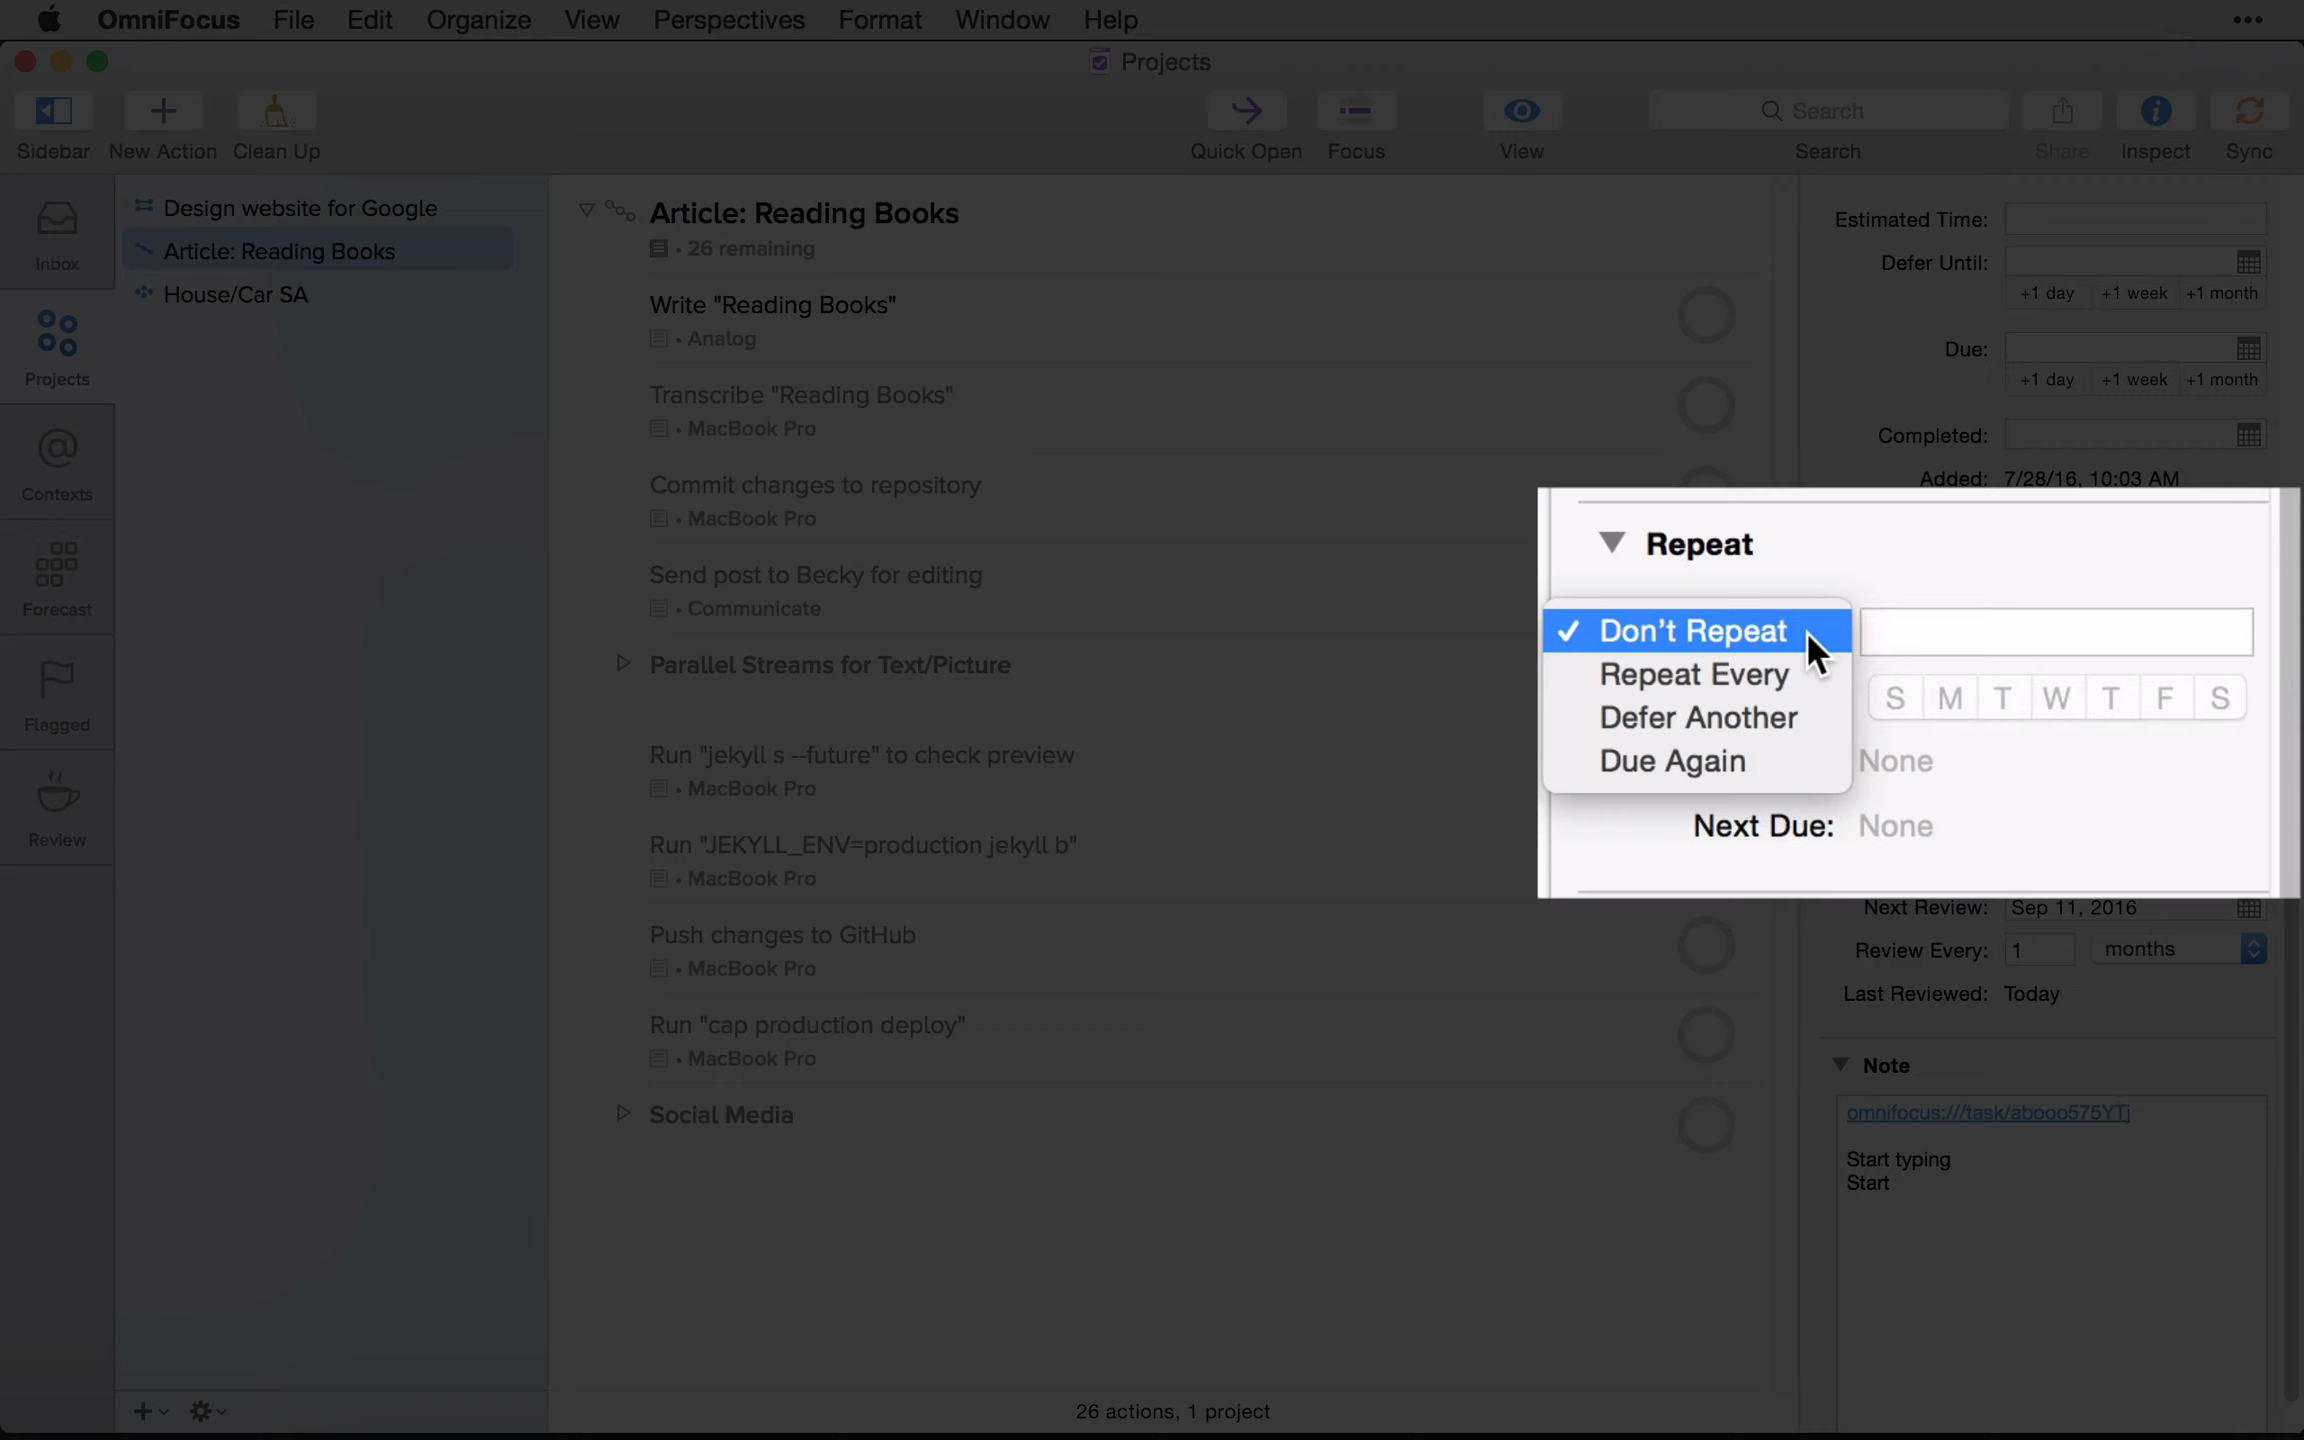 OmniFocus File Edit Organize View Perspectives Format Window Help
Projects
Sidebar New Action Clean Up Quick Open Focus View Search Share Inspect Sync
Search
Inbox
Projects
Contexts
Forecast
Flagged
Review
Design website for Google
Article: Reading Books
House/Car SA
Article: Reading Books
26 remaining
Write "Reading Books"
• Analog
Transcribe "Reading Books"
• MacBook Pro
Commit changes to repository
• MacBook Pro
Send post to Becky for editing
• Communicate
Parallel Streams for Text/Picture
Run "jekyll s --future" to check preview
• MacBook Pro
Run "JEKYLL_ENV=production jekyll b"
• MacBook Pro
Push changes to GitHub
• MacBook Pro
Run "cap production deploy"
• MacBook Pro
Social Media
26 actions, 1 project
Estimated Time:
Defer Until:
+1 day +1 week +1 month
Due:
+1 day +1 week +1 month
Completed:
Added: 7/28/16, 10:03 AM
Repeat
✓ Don't Repeat
Repeat Every
Defer Another
Due Again
S M T W T F S
None
Next Due: None
Next Review: Sep 11, 2016
Review Every: 1 months
Last Reviewed: Today
Note
omnifocus:///task/abooo575YTj
Start typing
Start